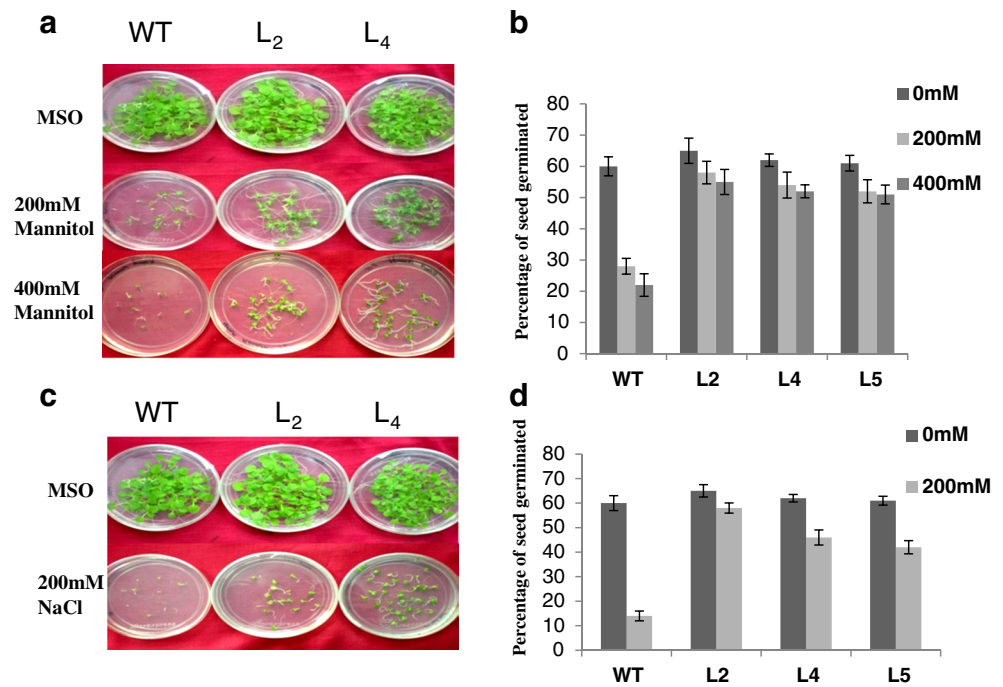 a
WT L₂ L₄
MSO
200mM
Mannitol
400mM
Mannitol
b
Percentage of seed germinated
80
70
60
50
40
30
20
10
0
WT L2 L4 L5
0mM
200mM
400mM
c
WT L₂ L₄
MSO
200mM
NaCl
d
Percentage of seed germinated
80
70
60
50
40
30
20
10
0
WT L2 L4 L5
0mM
200mM